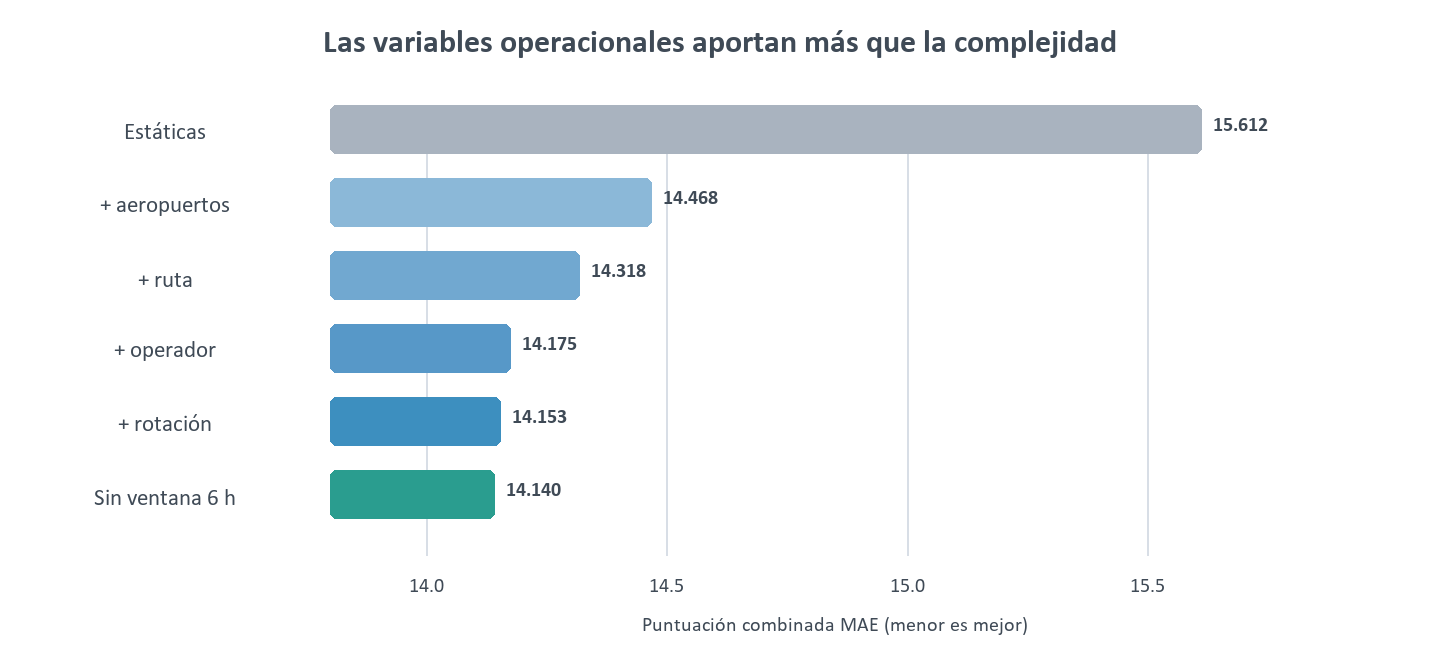 Las variables operacionales aportan más que la complejidad
Estáticas
15.612
+ aeropuertos
14.468
+ ruta
14.318
+ operador
14.175
+ rotación
14.153
Sin ventana 6 h
14.140
14.0 14.5 15.0 15.5
Puntuación combinada MAE (menor es mejor)